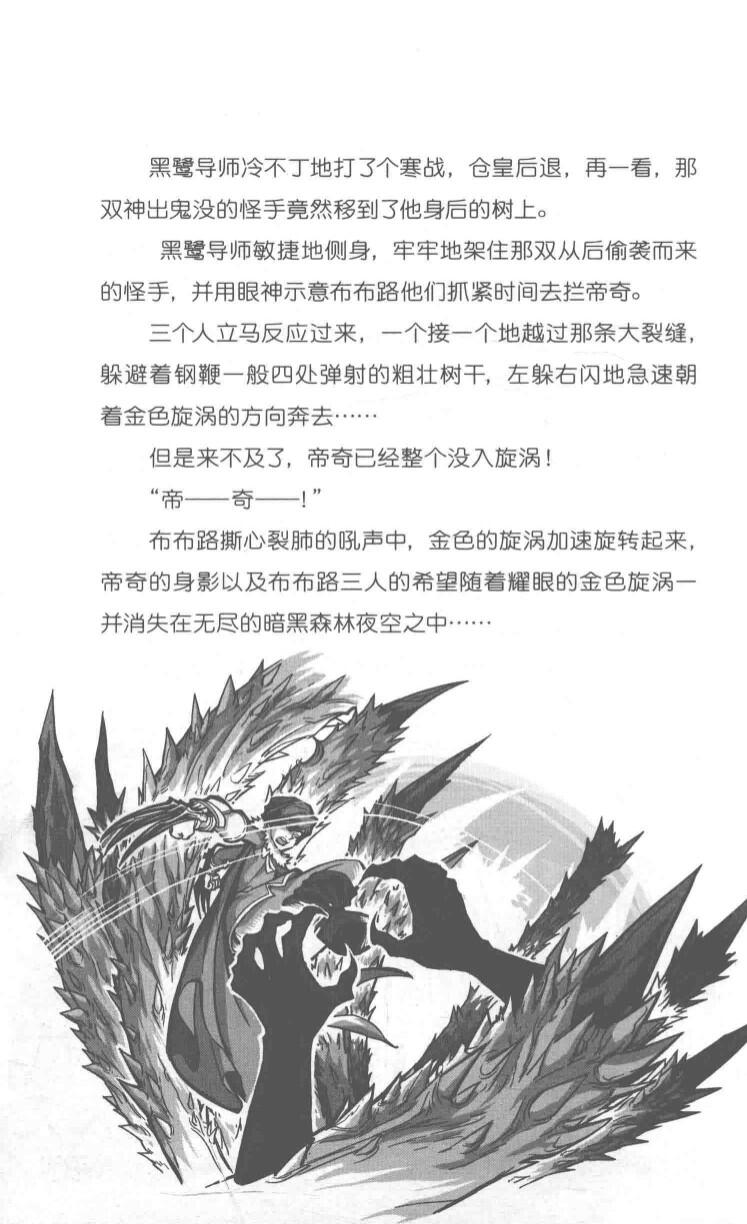 黑鹭导师冷不丁地打了个寒战，仓皇后退，再一看，那
双神出鬼没的怪手竟然移到了他身后的树上。
黑鹭导师敏捷地侧身，牢牢地架住那双从后偷袭而来
的怪手，并用眼神示意布布路他们抓紧时间去拦帝奇。
三个人立马反应过来，一个接一个地越过那条大裂缝，
躲避着钢鞭一般四处弹射的粗壮树干，左躲右闪地急速朝
着金色旋涡的方向奔去……
但是来不及了，帝奇已经整个没入旋涡！
“帝——奇——！”
布布路撕心裂肺的吼声中，金色的旋涡加速旋转起来，
帝奇的身影以及布布路三人的希望随着耀眼的金色旋涡一
并消失在无尽的暗黑森林夜空之中……